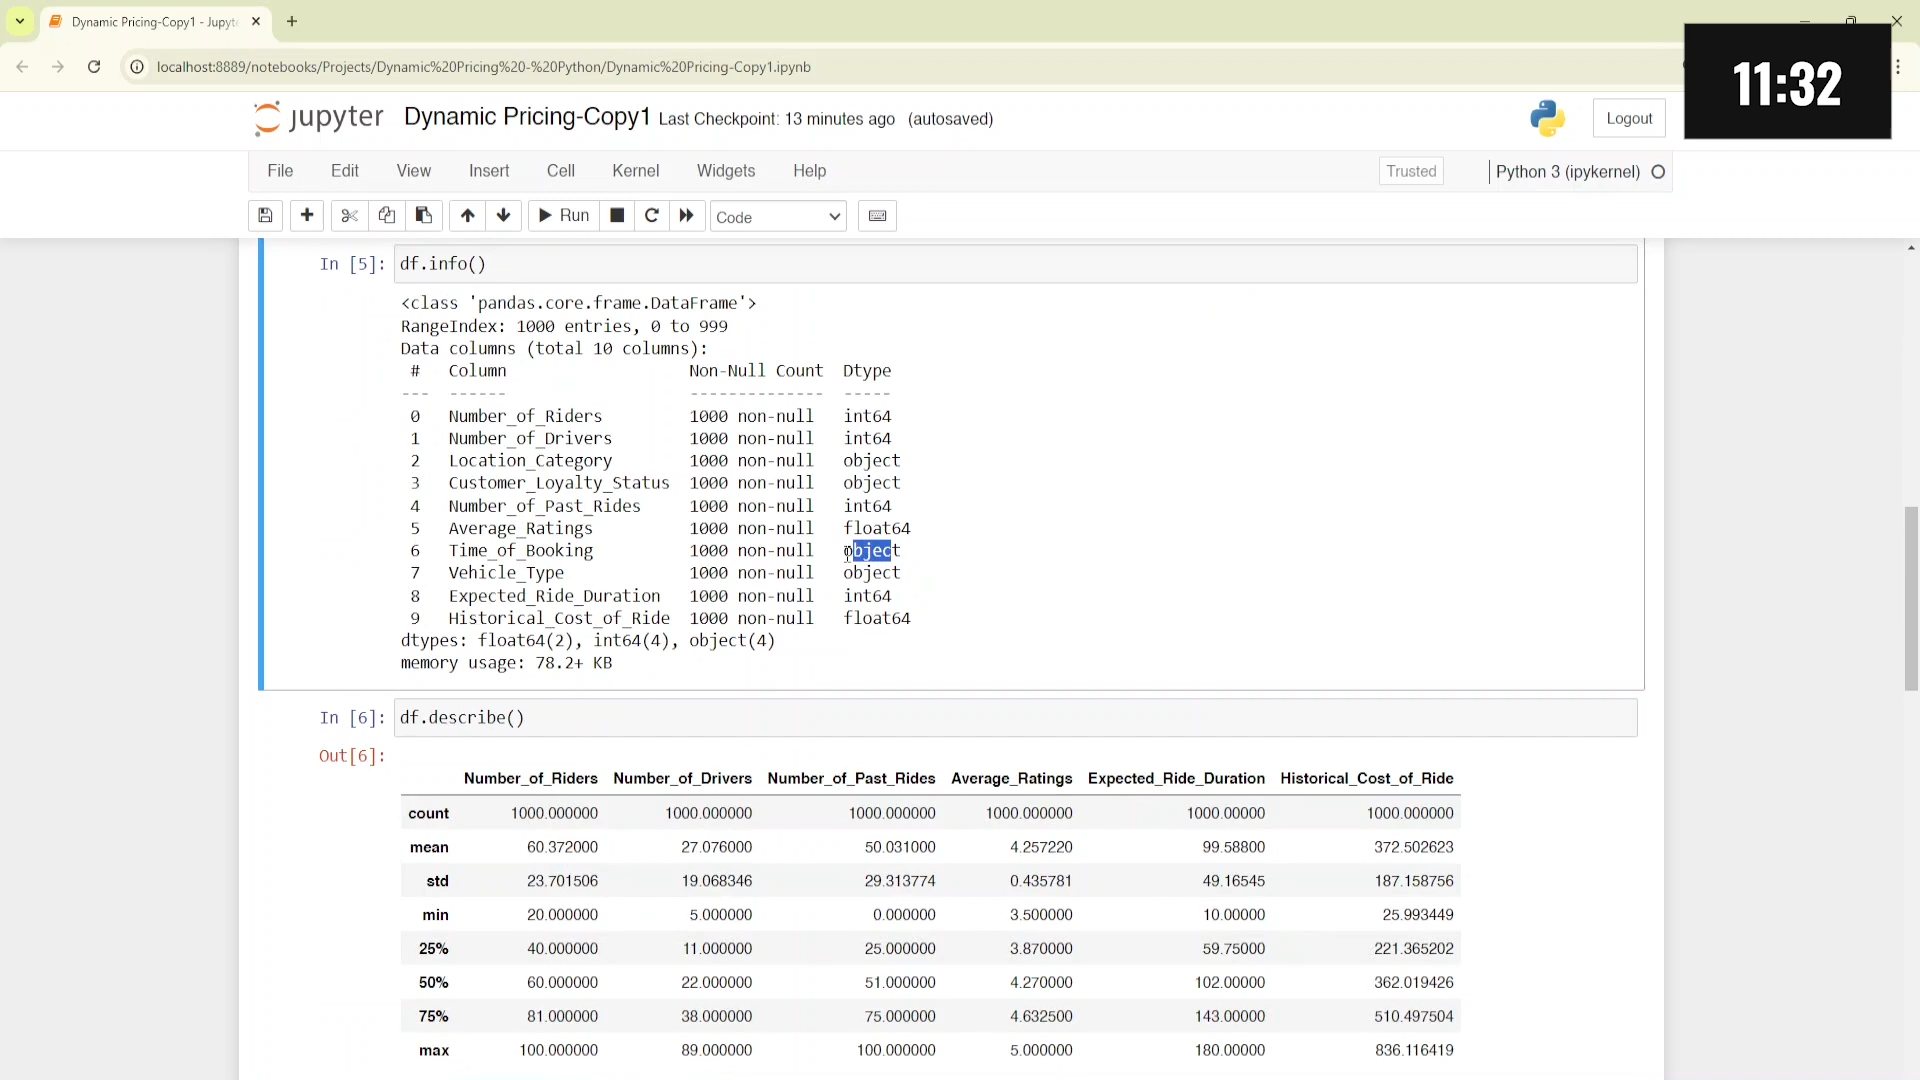 Dynamic Pricing-Copy1 - Jupyt
localhost:8889/notebooks/Projects/Dynamic%20Pricing%20-%20Python/Dynamic%20Pricing-Copy1.ipynb
11:32
jupyter Dynamic Pricing-Copy1 Last Checkpoint: 13 minutes ago (autosaved)
Logout
File Edit View Insert Cell Kernel Widgets Help
Trusted
Python 3 (ipykernel)
Run
Code
In [5]: df.info()
<class 'pandas.core.frame.DataFrame'>
RangeIndex: 1000 entries, 0 to 999
Data columns (total 10 columns):
# Column Non-Null Count Dtype
--- ------ -------------- -----
0 Number_of_Riders 1000 non-null int64
1 Number_of_Drivers 1000 non-null int64
2 Location_Category 1000 non-null object
3 Customer_Loyalty_Status 1000 non-null object
4 Number_of_Past_Rides 1000 non-null int64
5 Average_Ratings 1000 non-null float64
6 Time_of_Booking 1000 non-null object
7 Vehicle_Type 1000 non-null object
8 Expected_Ride_Duration 1000 non-null int64
9 Historical_Cost_of_Ride 1000 non-null float64
dtypes: float64(2), int64(4), object(4)
memory usage: 78.2+ KB
In [6]: df.describe()
Out[6]:
Number_of_Riders Number_of_Drivers Number_of_Past_Rides Average_Ratings Expected_Ride_Duration Historical_Cost_of_Ride
count 1000.000000 1000.000000 1000.000000 1000.000000 1000.00000 1000.000000
mean 60.372000 27.076000 50.031000 4.257220 99.58800 372.502623
std 23.701506 19.068346 29.313774 0.435781 49.16545 187.158756
min 20.000000 5.000000 0.000000 3.500000 10.00000 25.993449
25% 40.000000 11.000000 25.000000 3.870000 59.75000 221.365202
50% 60.000000 22.000000 51.000000 4.270000 102.00000 362.019426
75% 81.000000 38.000000 75.000000 4.632500 143.00000 510.497504
max 100.000000 89.000000 100.000000 5.000000 180.00000 836.116419